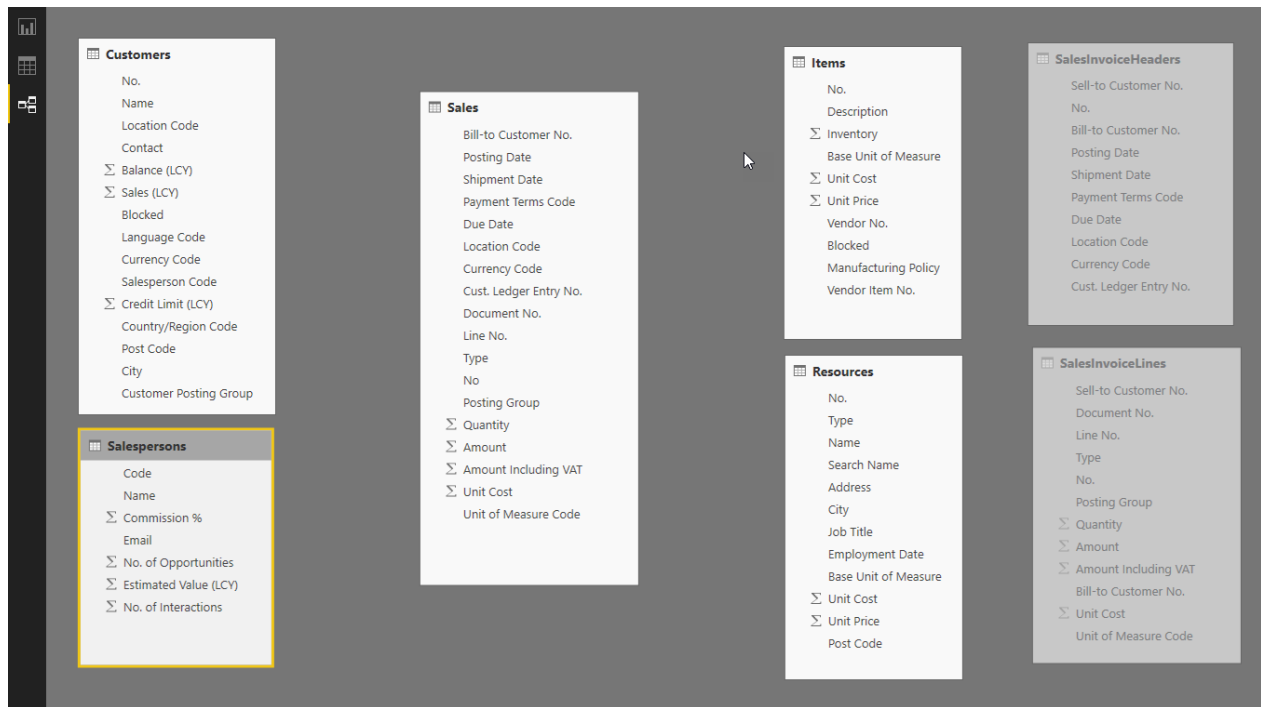 Customers
No.
Name
Location Code
Contact
Σ Balance (LCY)
Σ Sales (LCY)
Blocked
Language Code
Currency Code
Salesperson Code
Σ Credit Limit (LCY)
Country/Region Code
Post Code
City
Customer Posting Group
Salespersons
Code
Name
Σ Commission %
Email
Σ No. of Opportunities
Σ Estimated Value (LCY)
Σ No. of Interactions
Sales
Bill-to Customer No.
Posting Date
Shipment Date
Payment Terms Code
Due Date
Location Code
Currency Code
Cust. Ledger Entry No.
Document No.
Line No.
Type
No
Posting Group
Σ Quantity
Σ Amount
Σ Amount Including VAT
Σ Unit Cost
Unit of Measure Code
Items
No.
Description
Σ Inventory
Base Unit of Measure
Σ Unit Cost
Σ Unit Price
Vendor No.
Blocked
Manufacturing Policy
Vendor Item No.
Resources
No.
Type
Name
Search Name
Address
City
Job Title
Employment Date
Base Unit of Measure
Σ Unit Cost
Σ Unit Price
Post Code
SalesInvoiceHeaders
Sell-to Customer No.
No.
Bill-to Customer No.
Posting Date
Shipment Date
Payment Terms Code
Due Date
Location Code
Currency Code
Cust. Ledger Entry No.
SalesInvoiceLines
Sell-to Customer No.
Document No.
Line No.
Type
No.
Posting Group
Σ Quantity
Σ Amount
Σ Amount Including VAT
Bill-to Customer No.
Σ Unit Cost
Unit of Measure Code